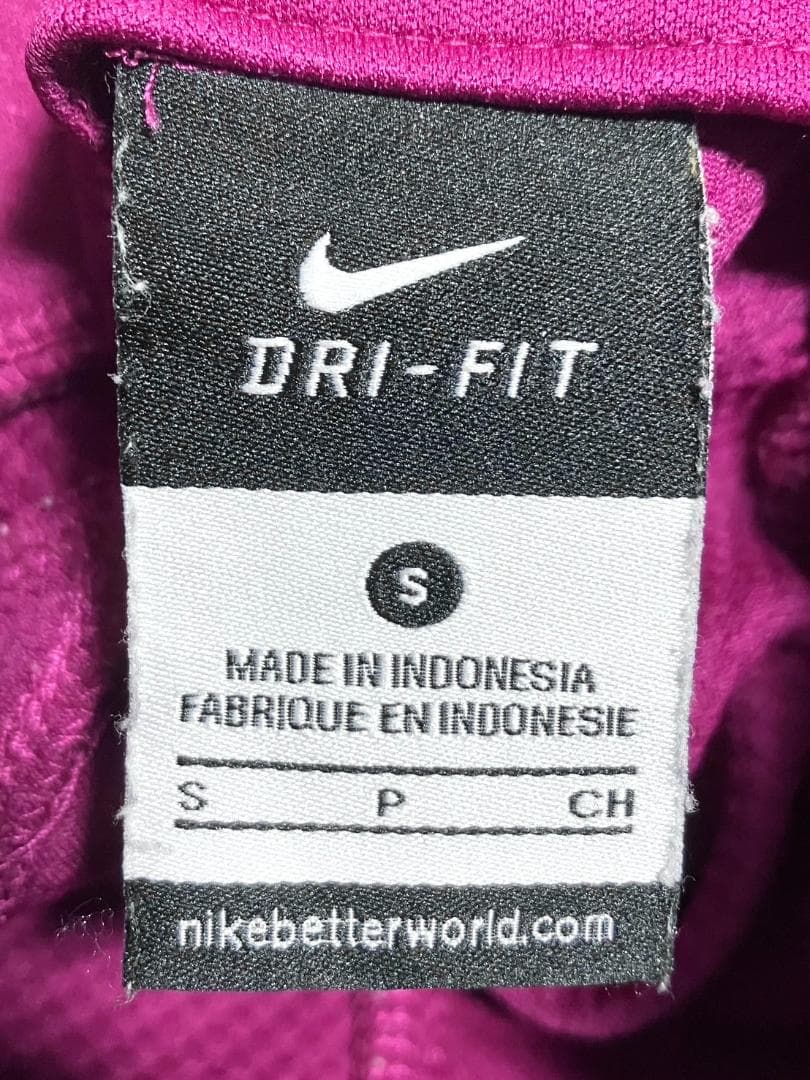 DRI-FIT
S
MADE IN INDONESIA
FABRIQUE EN INDONESIE
S P CH
nikebetterworld.com